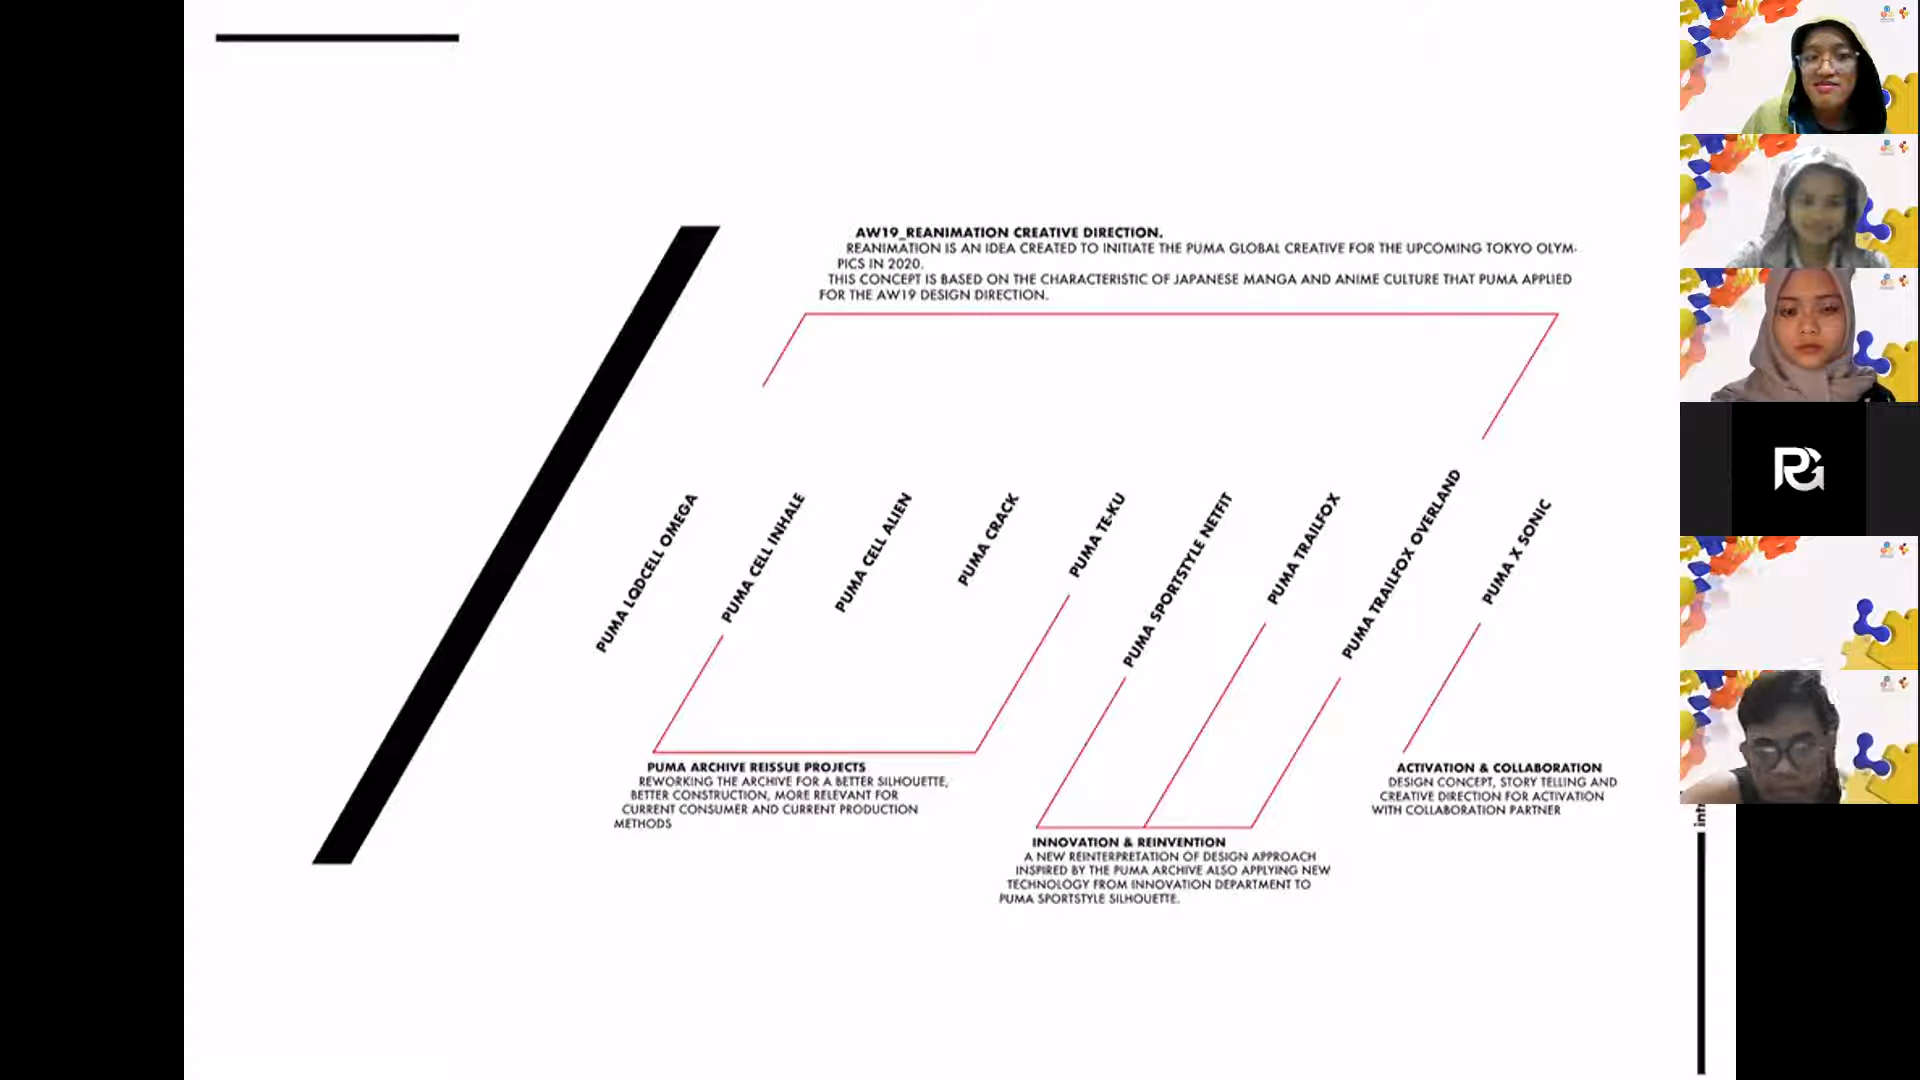 AW19_REANIMATION CREATIVE DIRECTION.
REANIMATION IS AN IDEA CREATED TO INITIATE THE PUMA GLOBAL CREATIVE FOR THE UPCOMING TOKYO OLYM-
PICS IN 2020.
THIS CONCEPT IS BASED ON THE CHARACTERISTIC OF JAPANESE MANGA AND ANIME CULTURE THAT PUMA APPLIED
FOR THE AW19 DESIGN DIRECTION.
PUMA LQDCELL OMEGA
PUMA CELL INHALE
PUMA CELL ALIEN
PUMA CRACK
PUMA TE-KU
PUMA SPORTSTYLE NETFIT
PUMA TRAILFOX
PUMA TRAILFOX OVERLAND
PUMA X SONIC
PUMA ARCHIVE REISSUE PROJECTS
REWORKING THE ARCHIVE FOR A BETTER SILHOUETTE,
BETTER CONSTRUCTION, MORE RELEVANT FOR
CURRENT CONSUMER AND CURRENT PRODUCTION
METHODS
INNOVATION & REINVENTION
A NEW REINTERPRETATION OF DESIGN APPROACH
INSPIRED BY THE PUMA ARCHIVE ALSO APPLYING NEW
TECHNOLOGY FROM INNOVATION DEPARTMENT TO
PUMA SPORTSTYLE SILHOUETTE.
ACTIVATION & COLLABORATION
DESIGN CONCEPT, STORY TELLING AND
CREATIVE DIRECTION FOR ACTIVATION
WITH COLLABORATION PARTNER